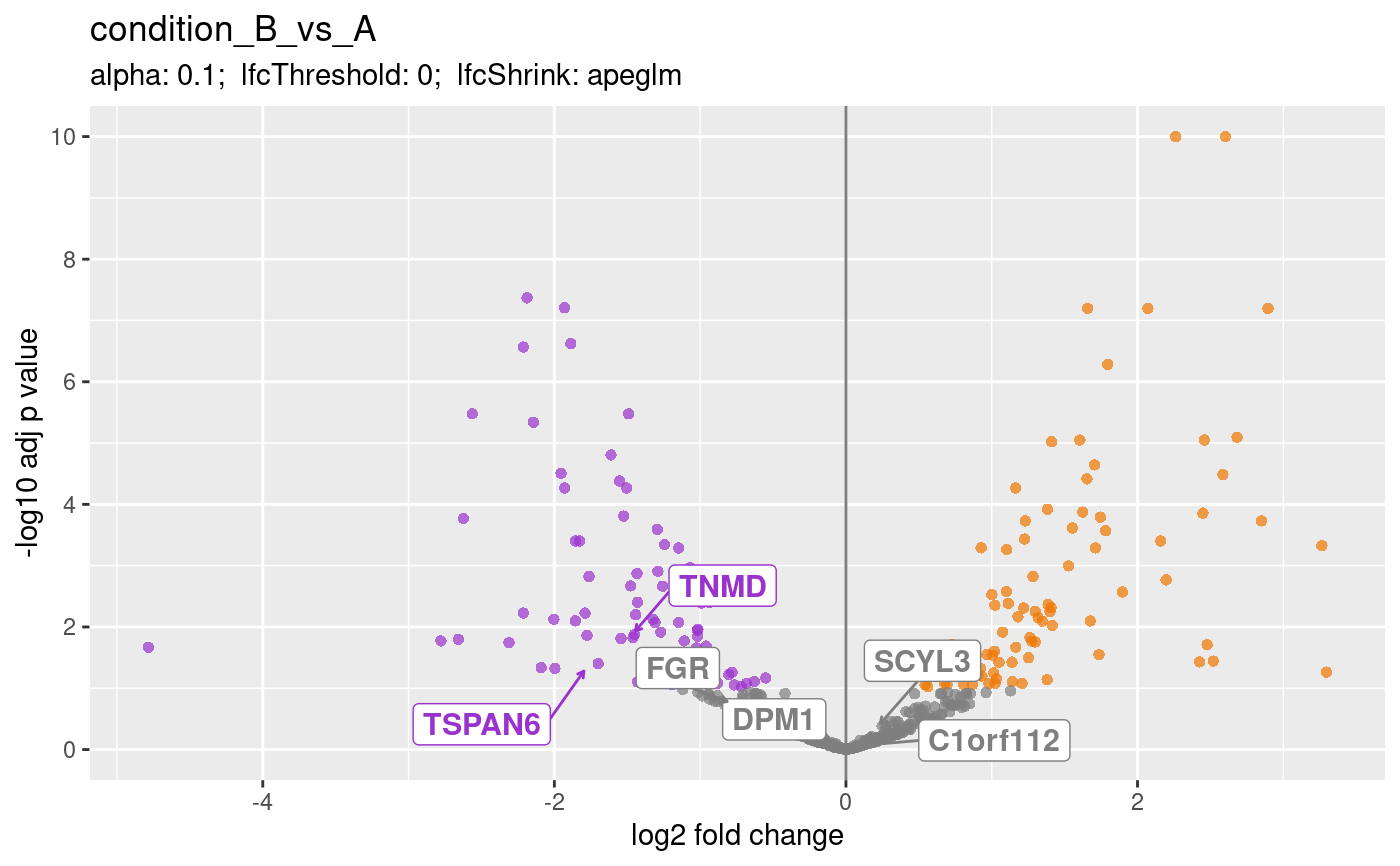 condition_B_vs_A
alpha: 0.1;  lfcThreshold: 0;  lfcShrink: apeglm
10
8
6
4
2
0
-log10 adj p value
TNMD
FGR
SCYL3
TSPAN6
DPM1
C1orf112
-4
-2
0
2
log2 fold change